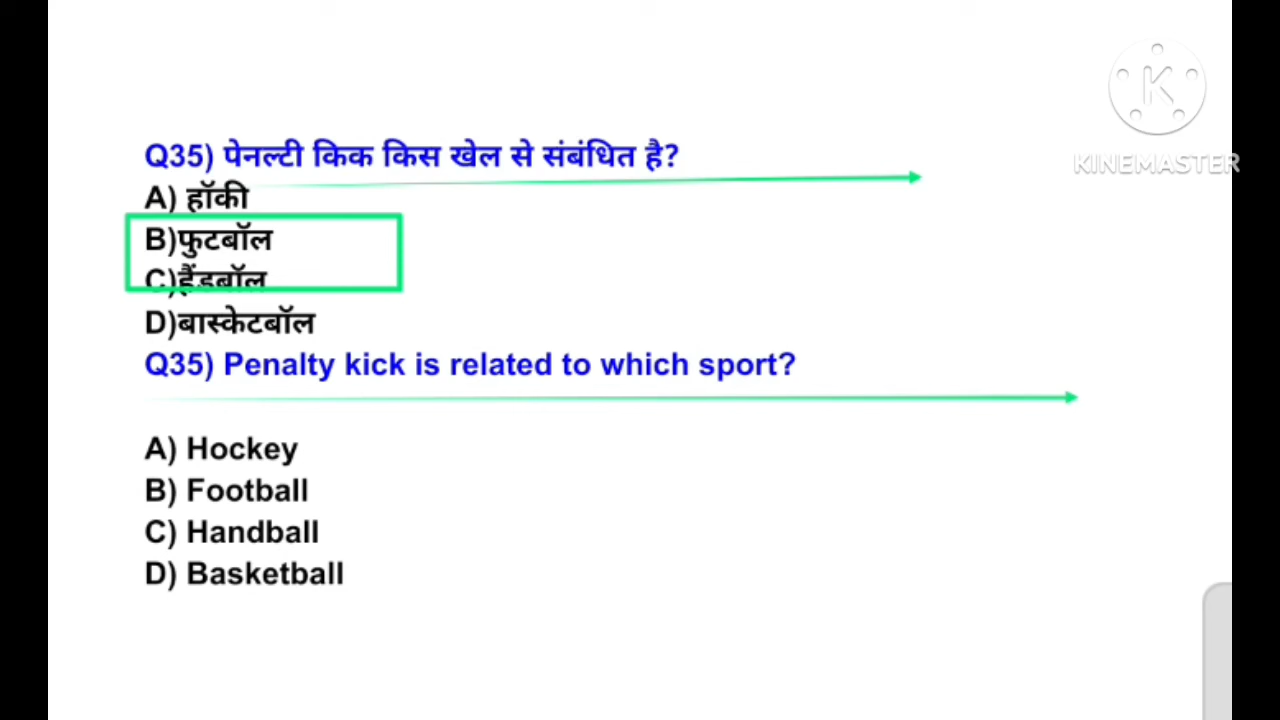 Q35) पेनल्टी किक किस खेल से संबंधित है?
A) हॉकी
B)फुटबॉल
C)हैंडबॉल
D)बास्केटबॉल
Q35) Penalty kick is related to which sport?
A) Hockey
B) Football
C) Handball
D) Basketball
K
KINEMASTER